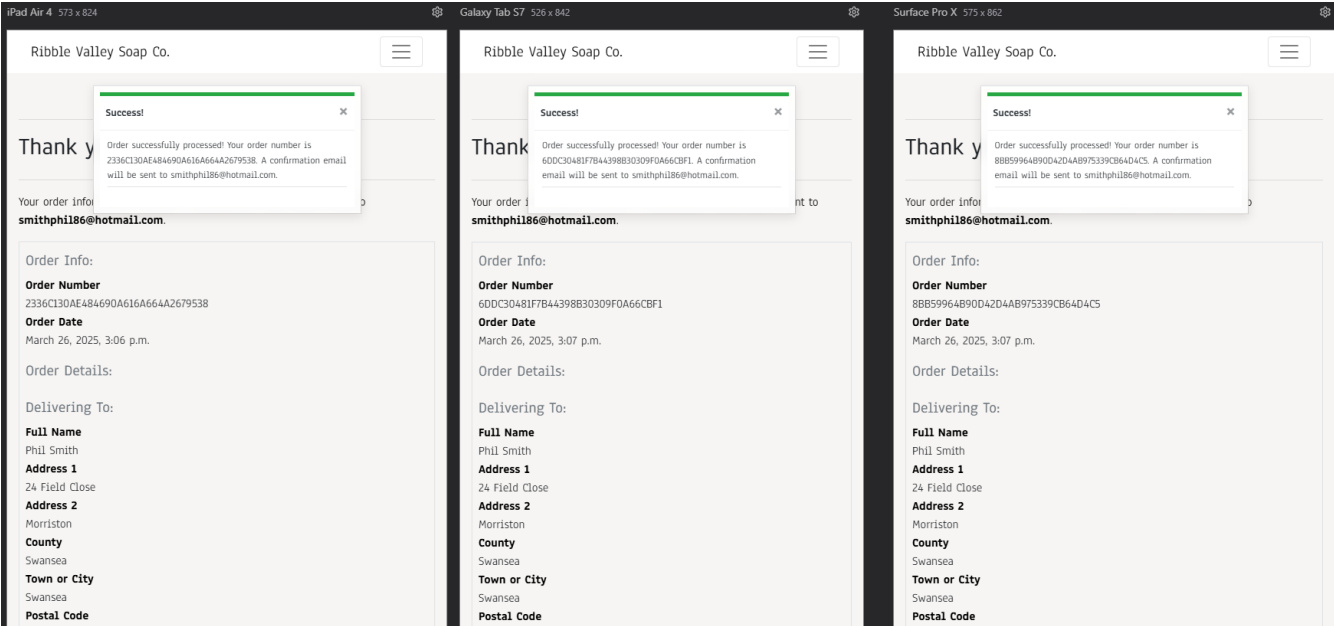 iPad Air 4 573 x 824
Ribble Valley Soap Co.
Success! ×
Order successfully processed! Your order number is
2336C130AE484690A616A664A2679538. A confirmation email
will be sent to smithphil86@hotmail.com.
Thank y
Your order infor
smithphil86@hotmail.com.
Order Info:
Order Number
2336C130AE484690A616A664A2679538
Order Date
March 26, 2025, 3:06 p.m.
Order Details:
Delivering To:
Full Name
Phil Smith
Address 1
24 Field Close
Address 2
Morriston
County
Swansea
Town or City
Swansea
Postal Code
Galaxy Tab S7 526 x 842
Ribble Valley Soap Co.
Success! ×
Order successfully processed! Your order number is
6DDC30481F7B44398B30309F0A66CBF1. A confirmation
email will be sent to smithphil86@hotmail.com.
Thank
Your order i nt to
smithphil86@hotmail.com.
Order Info:
Order Number
6DDC30481F7B44398B30309F0A66CBF1
Order Date
March 26, 2025, 3:07 p.m.
Order Details:
Delivering To:
Full Name
Phil Smith
Address 1
24 Field Close
Address 2
Morriston
County
Swansea
Town or City
Swansea
Postal Code
Surface Pro X 575 x 862
Ribble Valley Soap Co.
Success! ×
Order successfully processed! Your order number is
8BB59964B90D42D4AB975339CB64D4C5. A confirmation
email will be sent to smithphil86@hotmail.com.
Thank y
Your order infor
smithphil86@hotmail.com.
Order Info:
Order Number
8BB59964B90D42D4AB975339CB64D4C5
Order Date
March 26, 2025, 3:07 p.m.
Order Details:
Delivering To:
Full Name
Phil Smith
Address 1
24 Field Close
Address 2
Morriston
County
Swansea
Town or City
Swansea
Postal Code